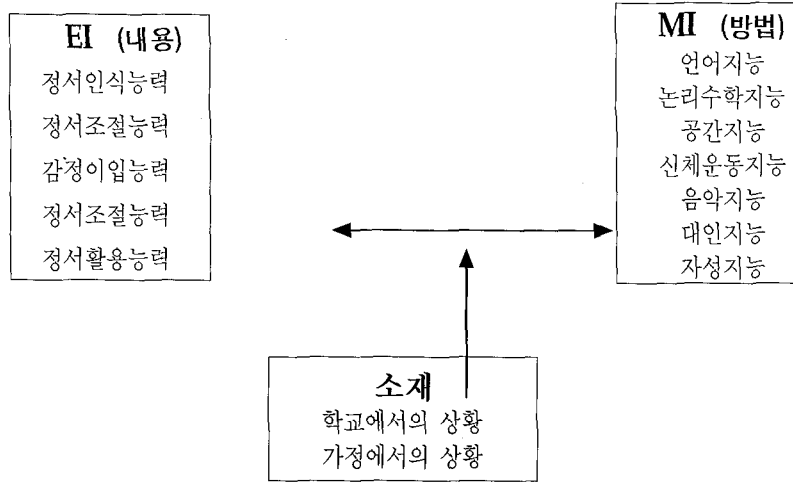 EI (내용)
정서인식능력
정서조절능력
감정이입능력
정서조절능력
정서활용능력
MI (방법)
언어지능
논리수학지능
공간지능
신체운동지능
음악지능
대인지능
자성지능
소재
학교에서의 상황
가정에서의 상황